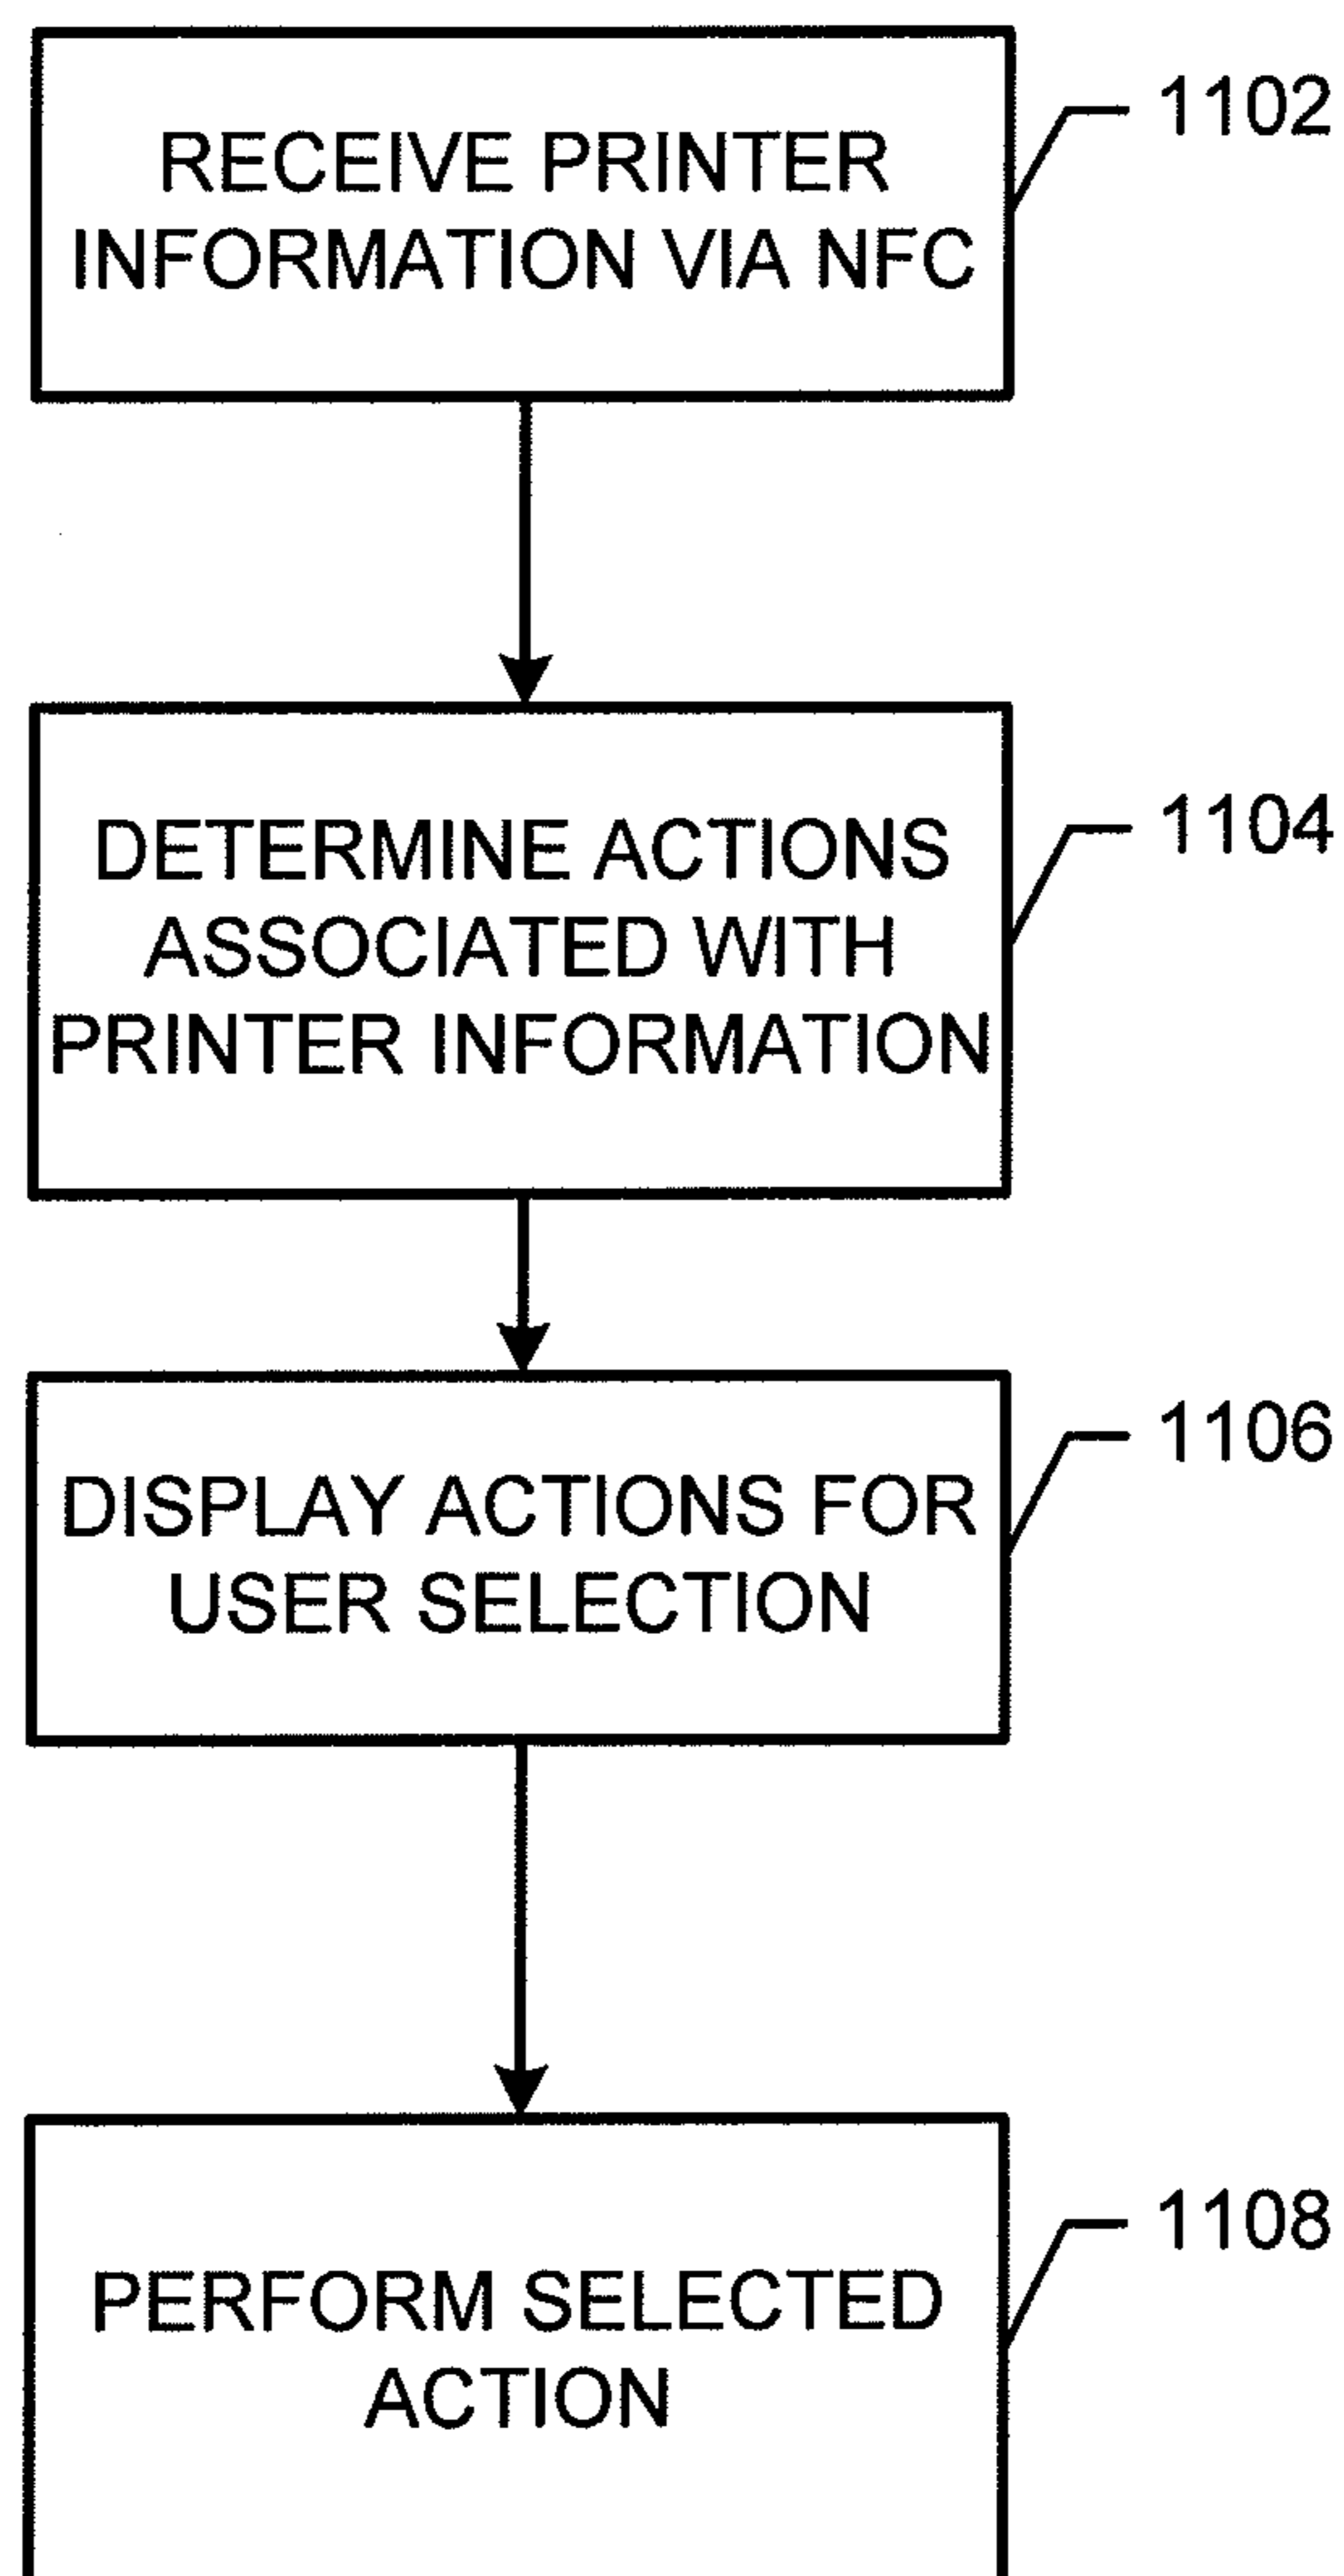 RECEIVE PRINTER
INFORMATION VIA NFC
1102
DETERMINE ACTIONS
ASSOCIATED WITH
PRINTER INFORMATION
1104
DISPLAY ACTIONS FOR
USER SELECTION
1106
PERFORM SELECTED
ACTION
1108